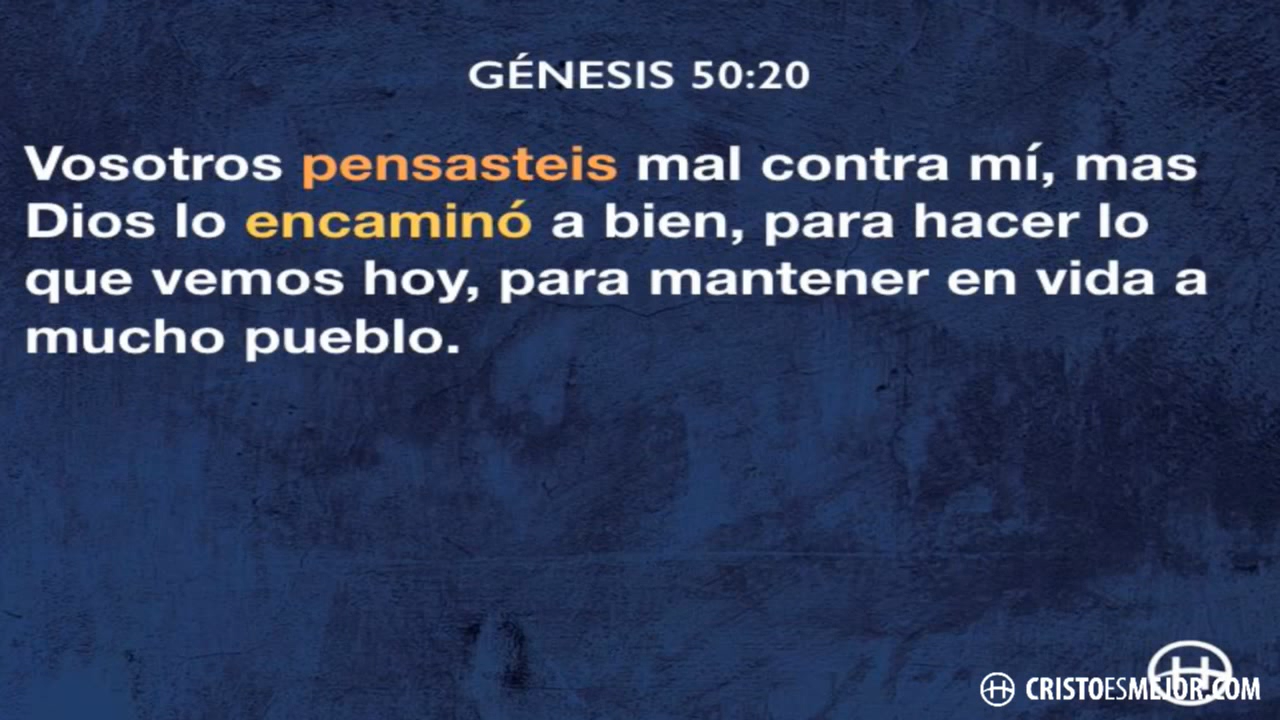 GÉNESIS 50:20
Vosotros pensasteis mal contra mí, mas
Dios lo encaminó a bien, para hacer lo
que vemos hoy, para mantener en vida a
mucho pueblo.
CRISTOESMEJOR.COM